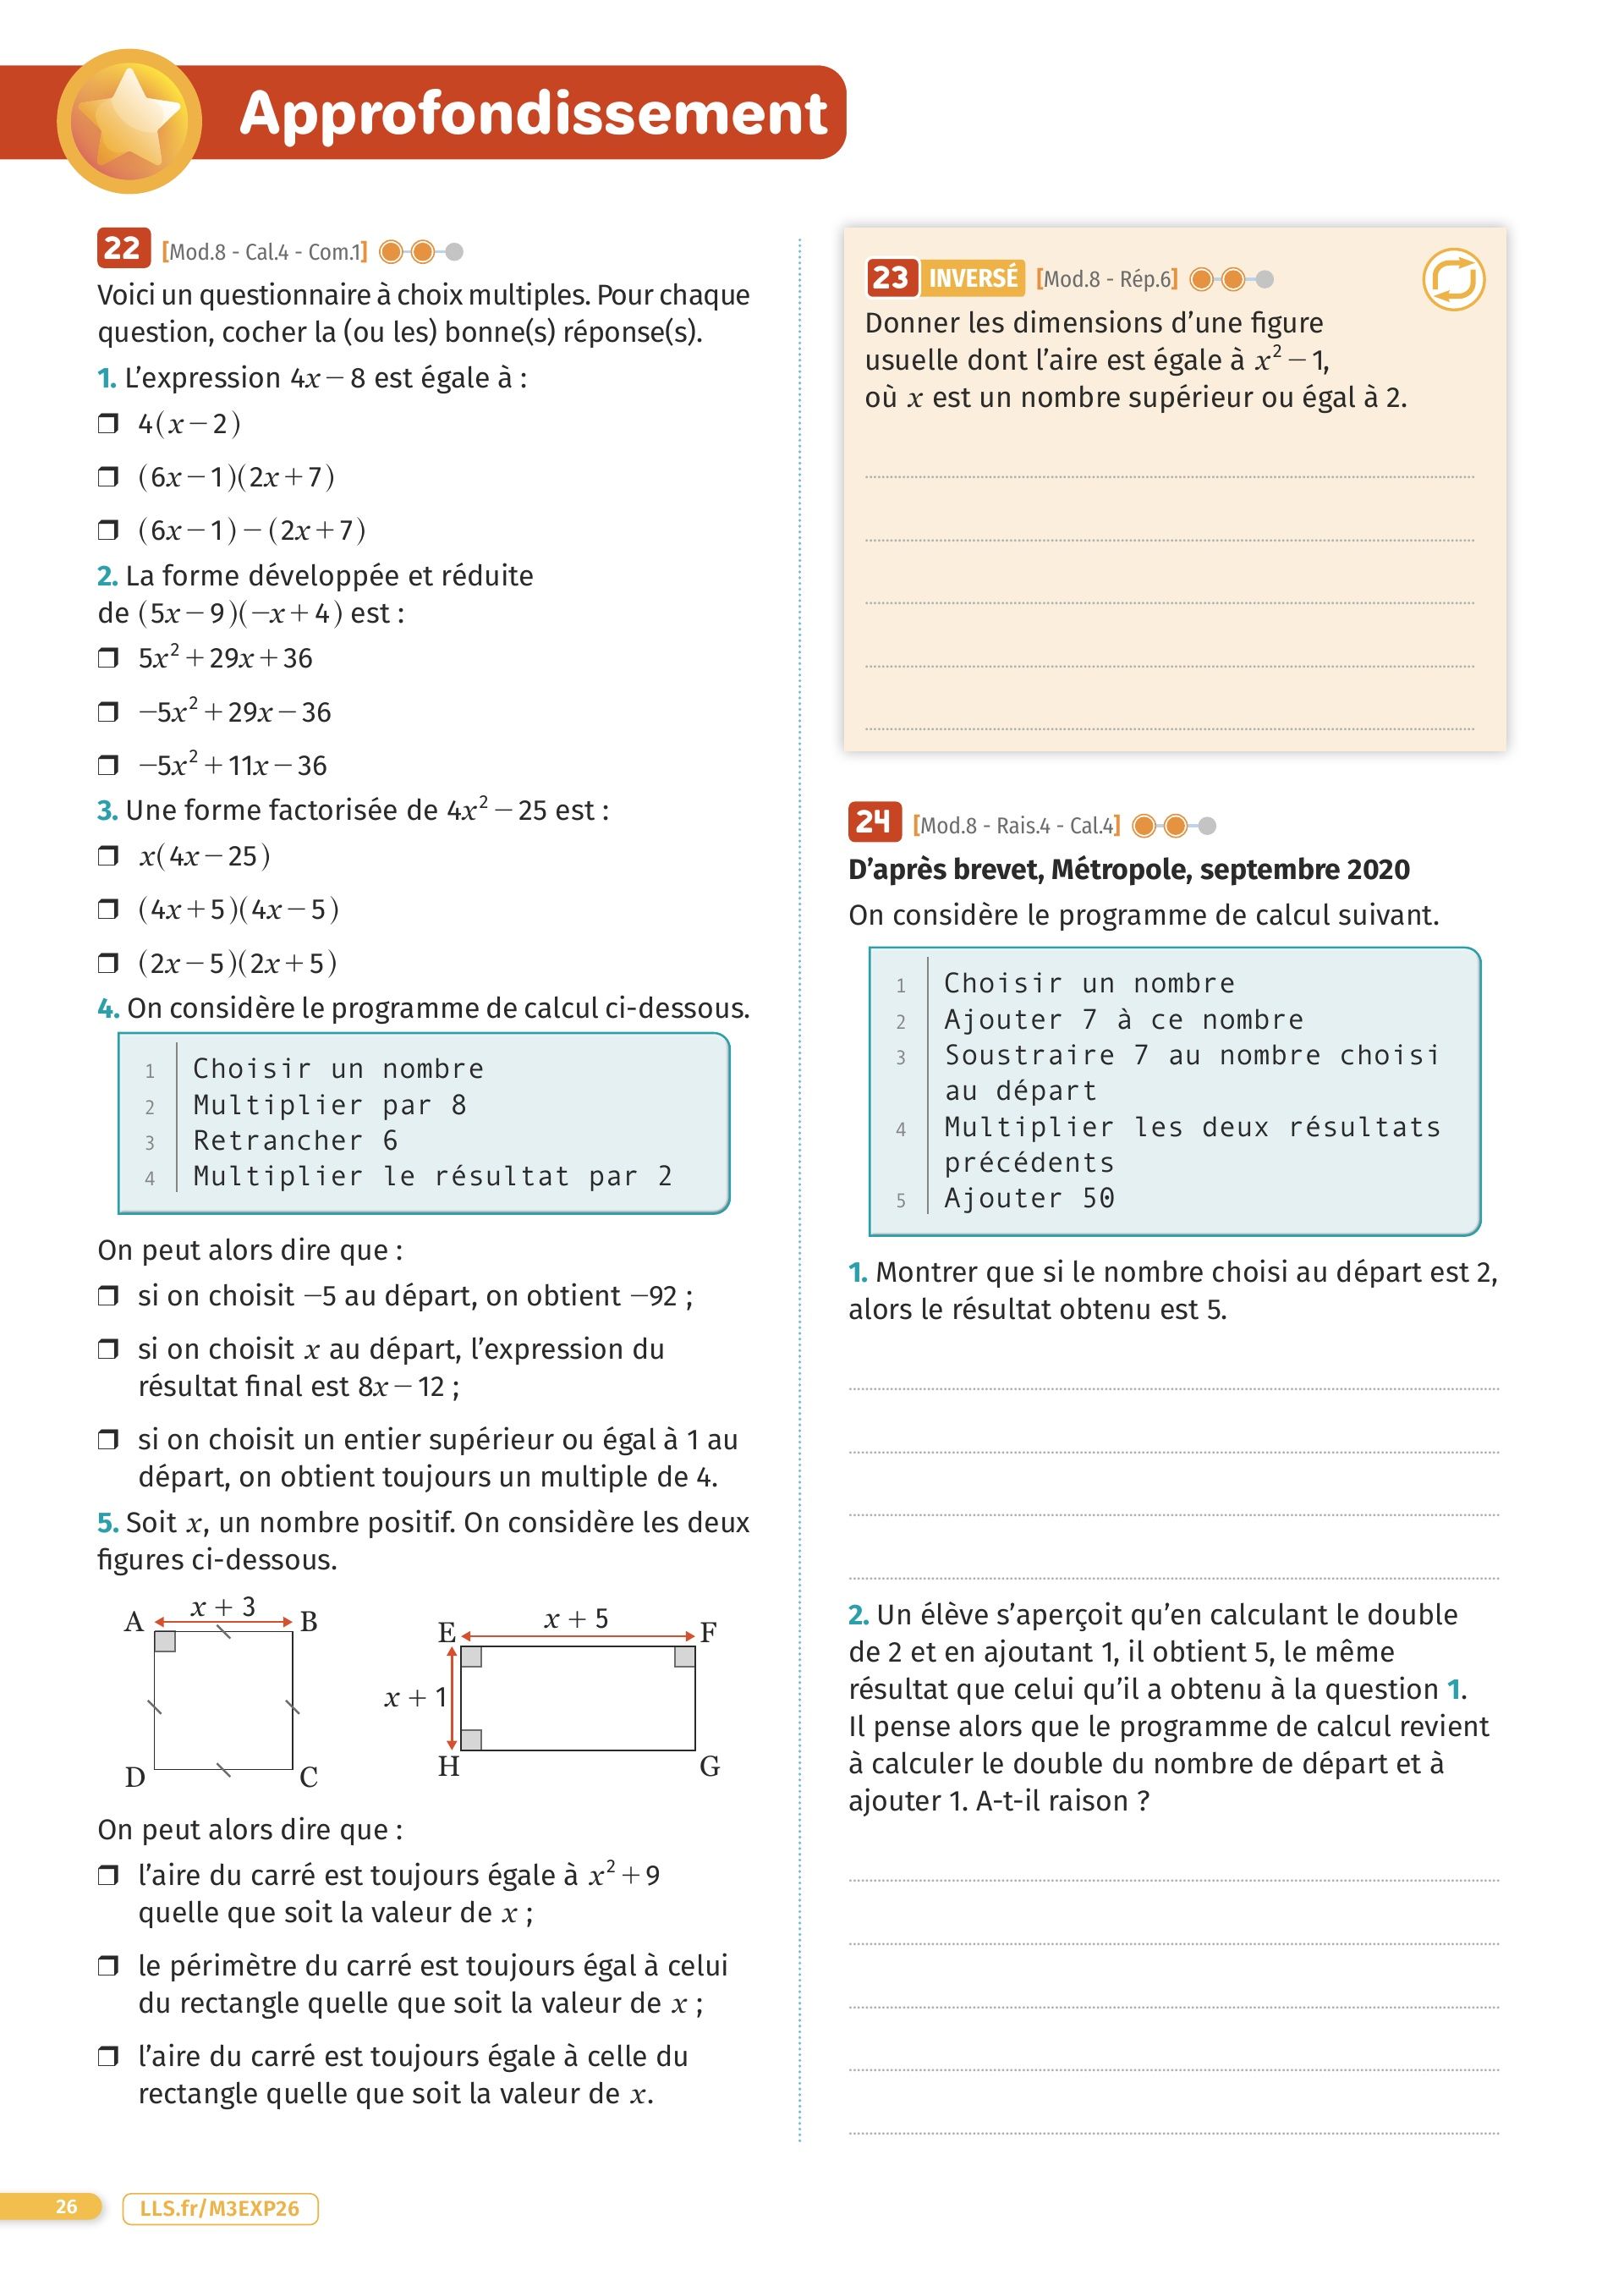 Approfondissement
22 [Mod.8 - Cal.4 - Com.1]
Voici un questionnaire à choix multiples. Pour chaque
question, cocher la (ou les) bonne(s) réponse(s).
1. L’expression 4x − 8 est égale à :
❒ 4(x − 2)
❒ (6x − 1)(2x + 7)
❒ (6x − 1) − (2x + 7)
2. La forme développée et réduite
de (5x − 9)(−x + 4) est :
❒ 5x² + 29x + 36
❒ −5x² + 29x − 36
❒ −5x² + 11x − 36
3. Une forme factorisée de 4x² − 25 est :
❒ x(4x − 25)
❒ (4x + 5)(4x − 5)
❒ (2x − 5)(2x + 5)
4. On considère le programme de calcul ci-dessous.
1 Choisir un nombre
2 Multiplier par 8
3 Retrancher 6
4 Multiplier le résultat par 2
On peut alors dire que :
❒ si on choisit −5 au départ, on obtient −92 ;
❒ si on choisit x au départ, l’expression du
résultat final est 8x − 12 ;
❒ si on choisit un entier supérieur ou égal à 1 au
départ, on obtient toujours un multiple de 4.
5. Soit x, un nombre positif. On considère les deux
figures ci-dessous.
A x + 3 B
D C
E x + 5 F
x + 1
H G
On peut alors dire que :
❒ l’aire du carré est toujours égale à x² + 9
quelle que soit la valeur de x ;
❒ le périmètre du carré est toujours égal à celui
du rectangle quelle que soit la valeur de x ;
❒ l’aire du carré est toujours égale à celle du
rectangle quelle que soit la valeur de x.
23 INVERSÉ [Mod.8 - Rép.6]
Donner les dimensions d’une figure
usuelle dont l’aire est égale à x² − 1,
où x est un nombre supérieur ou égal à 2.
24 [Mod.8 - Rais.4 - Cal.4]
D’après brevet, Métropole, septembre 2020
On considère le programme de calcul suivant.
1 Choisir un nombre
2 Ajouter 7 à ce nombre
3 Soustraire 7 au nombre choisi
au départ
4 Multiplier les deux résultats
précédents
5 Ajouter 50
1. Montrer que si le nombre choisi au départ est 2,
alors le résultat obtenu est 5.
2. Un élève s’aperçoit qu’en calculant le double
de 2 et en ajoutant 1, il obtient 5, le même
résultat que celui qu’il a obtenu à la question 1.
Il pense alors que le programme de calcul revient
à calculer le double du nombre de départ et à
ajouter 1. A-t-il raison ?
26 LLS.fr/M3EXP26